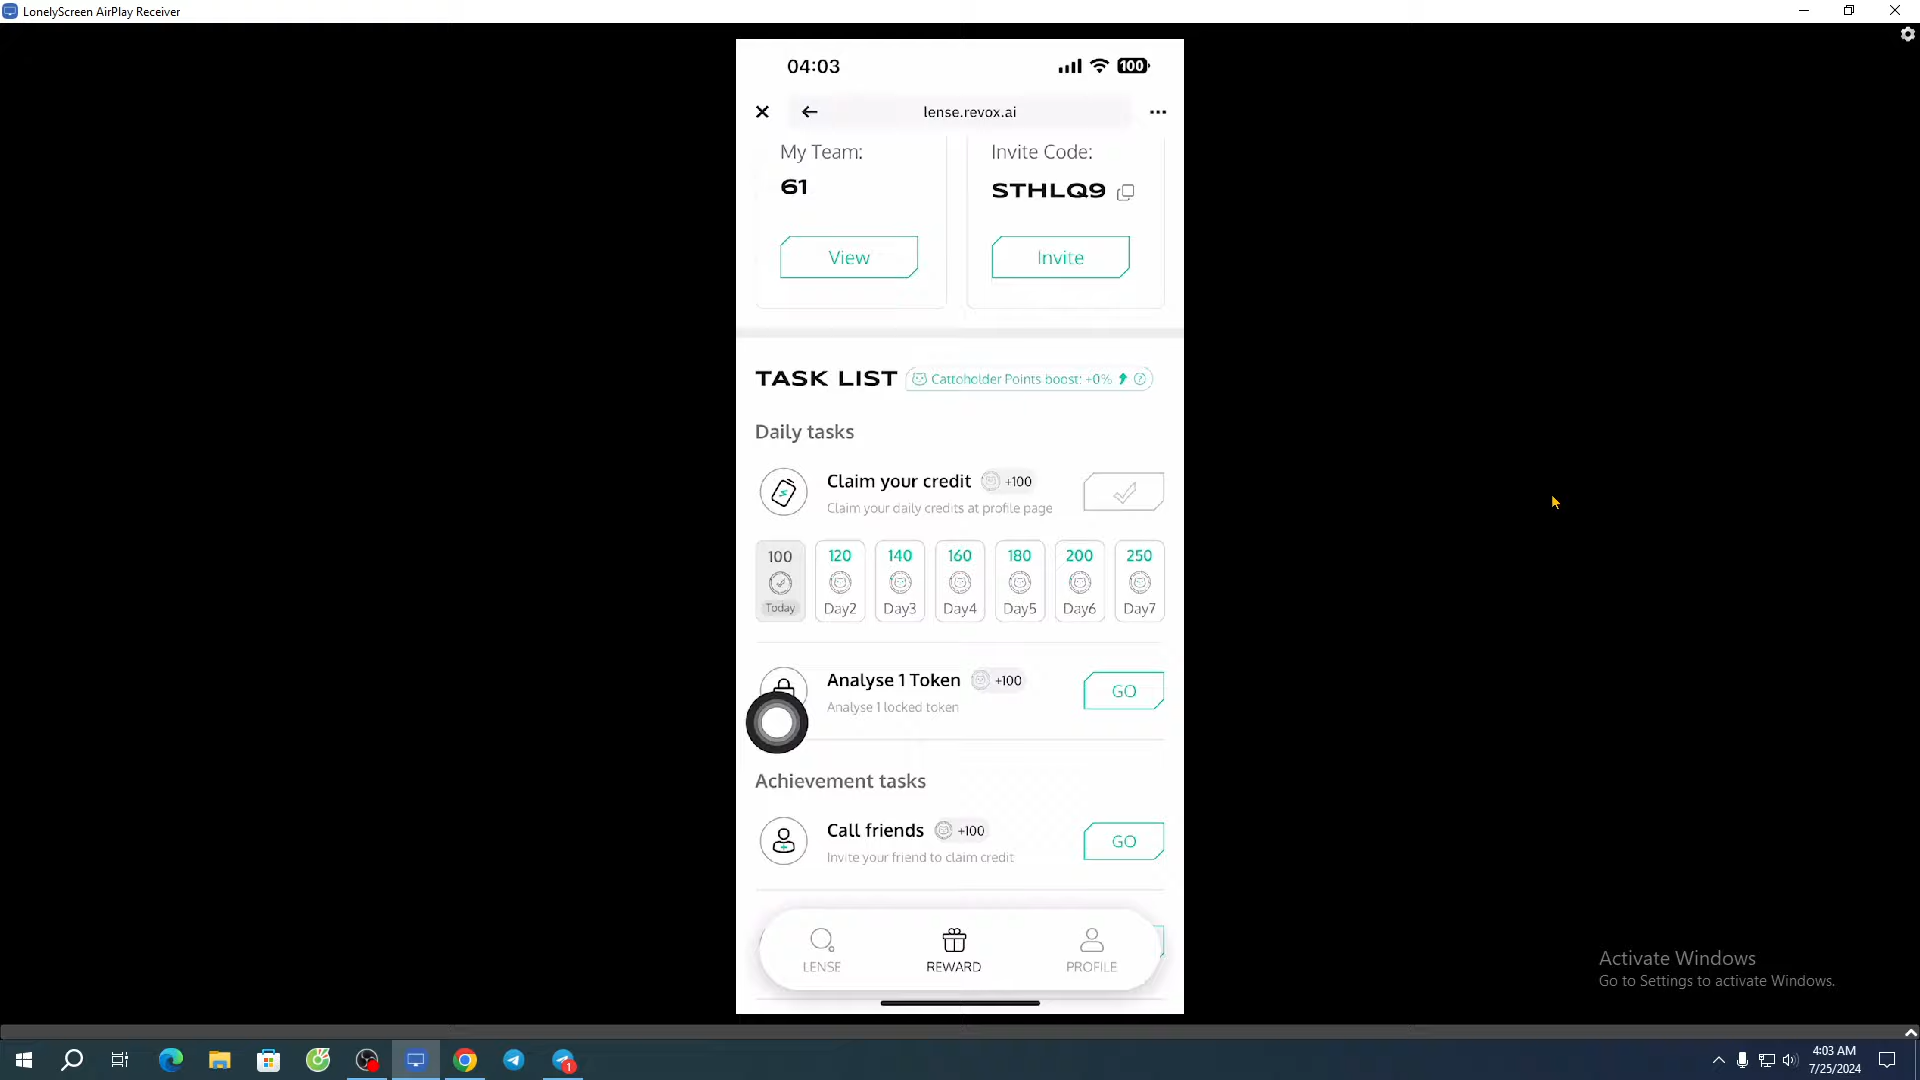 LonelyScreen AirPlay Receiver
04:03
100
lense.revox.ai
My Team:
61
View
Invite Code:
STHLQ9
Invite
TASK LIST
Cattoholder Points boost: +0%
Daily tasks
Claim your credit +100
Claim your daily credits at profile page
100 120 140 160 180 200 250
Today Day2 Day3 Day4 Day5 Day6 Day7
Analyse 1 Token +100
Analyse 1 locked token
GO
Achievement tasks
Call friends +100
Invite your friend to claim credit
GO
LENSE REWARD PROFILE
Activate Windows
Go to Settings to activate Windows.
1
4:03 AM
7/25/2024